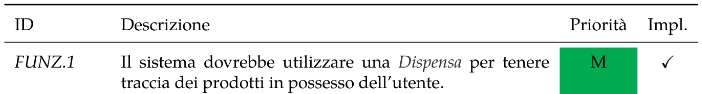 ID Descrizione Priorità Impl.
FUNZ.1 Il sistema dovrebbe utilizzare una Dispensa per tenere M ✓
traccia dei prodotti in possesso dell'utente.